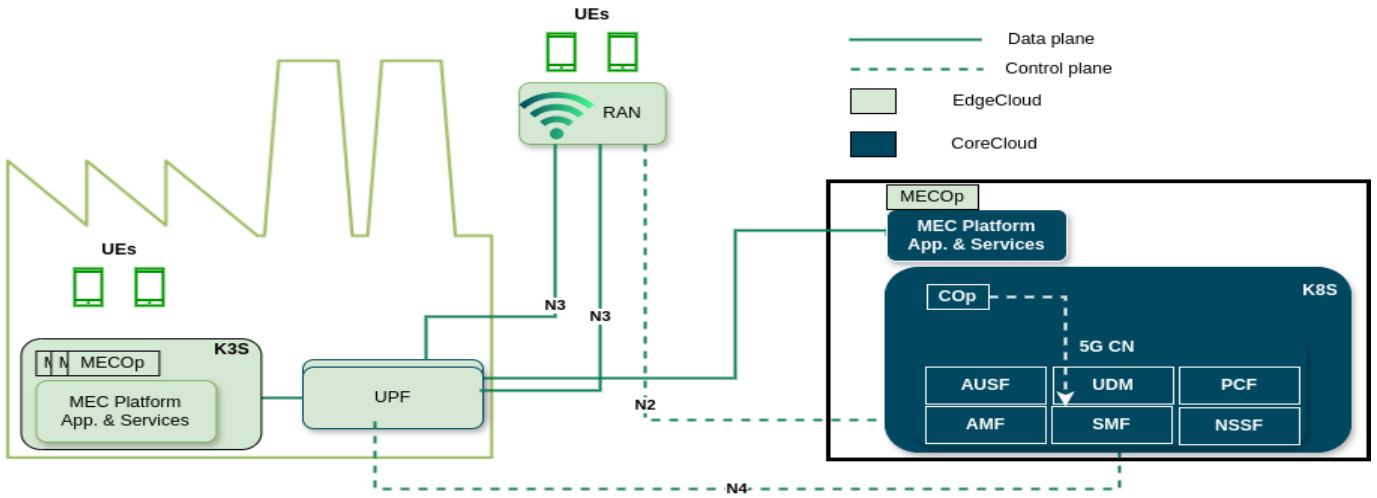 UEs
Data plane
Control plane
RAN
EdgeCloud
CoreCloud
MECOp
MEC Platform
App. & Services
UEs
K8S
COp
N3
N3
5G CN
K3S
M M MECOp
AUSF
UDM
PCF
MEC Platform
App. & Services
UPF
N2
AMF
SMF
NSSF
N4